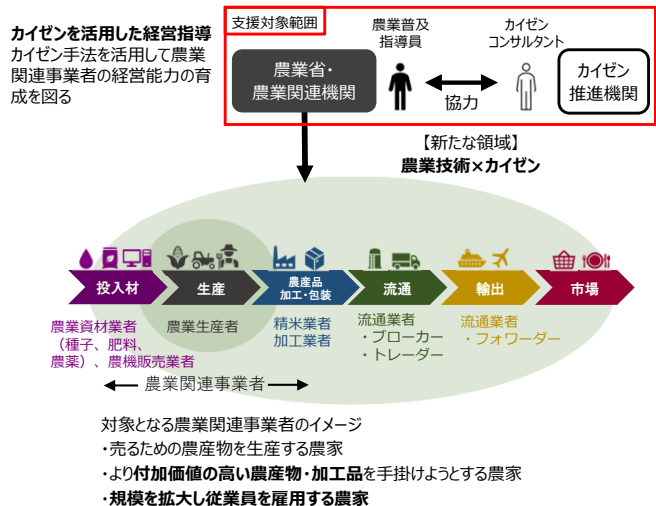 カイゼンを活用した経営指導
カイゼン手法を活用して農業
関連事業者の経営能力の育
成を図る
支援対象範囲
農業省・
農業関連機関
農業普及
指導員
協力
カイゼン
コンサルタント
カイゼン
推進機関
【新たな領域】
農業技術×カイゼン
投入材
生産
農産品
加工・包装
流通
輸出
市場
農業資材業者
（種子、肥料、
農薬）、農機販売業者
農業生産者
精米業者
加工業者
流通業者
・ブローカー
・トレーダー
流通業者
・フォワーダー
農業関連事業者
対象となる農業関連事業者のイメージ
・売るための農産物を生産する農家
・より付加価値の高い農産物・加工品を手掛けようとする農家
・規模を拡大し従業員を雇用する農家